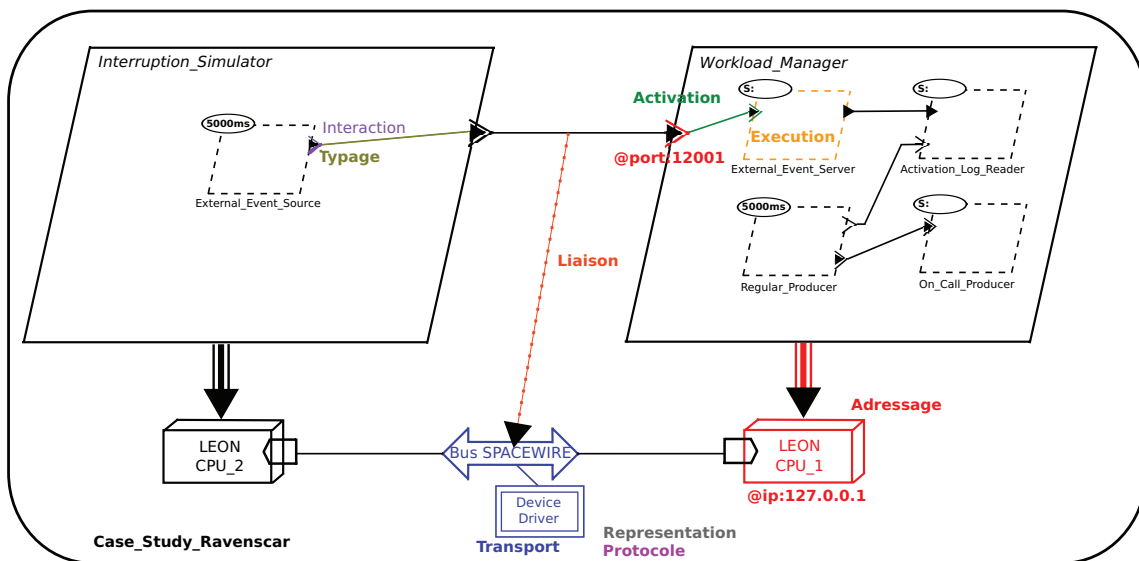 Interruption_Simulator
Workload_Manager
S:
S:
Activation
5000ms
Interaction
Typage
Execution
@port:12001
External_Event_Server
Activation_Log_Reader
External_Event_Source
5000ms
S:
Liaison
Regular_Producer
On_Call_Producer
Adressage
LEON
CPU_2
Bus SPACEWIRE
LEON
CPU_1
@ip:127.0.0.1
Device
Driver
Case_Study_Ravenscar
Transport
Representation
Protocole